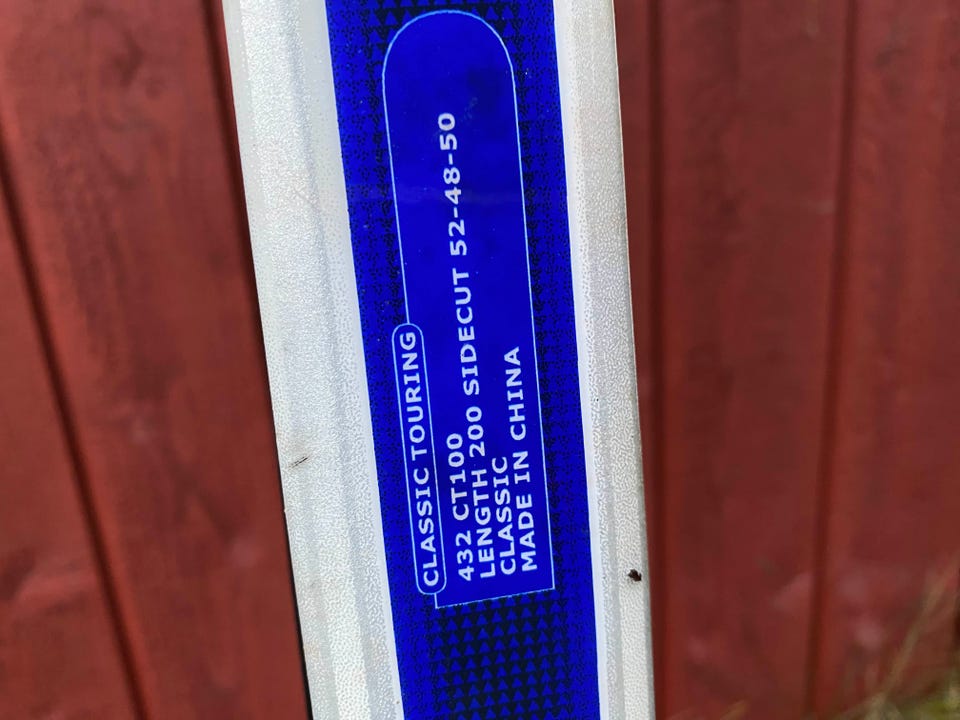 CLASSIC TOURING
432 CT100
LENGTH 200 SIDECUT 52-48-50
CLASSIC
MADE IN CHINA